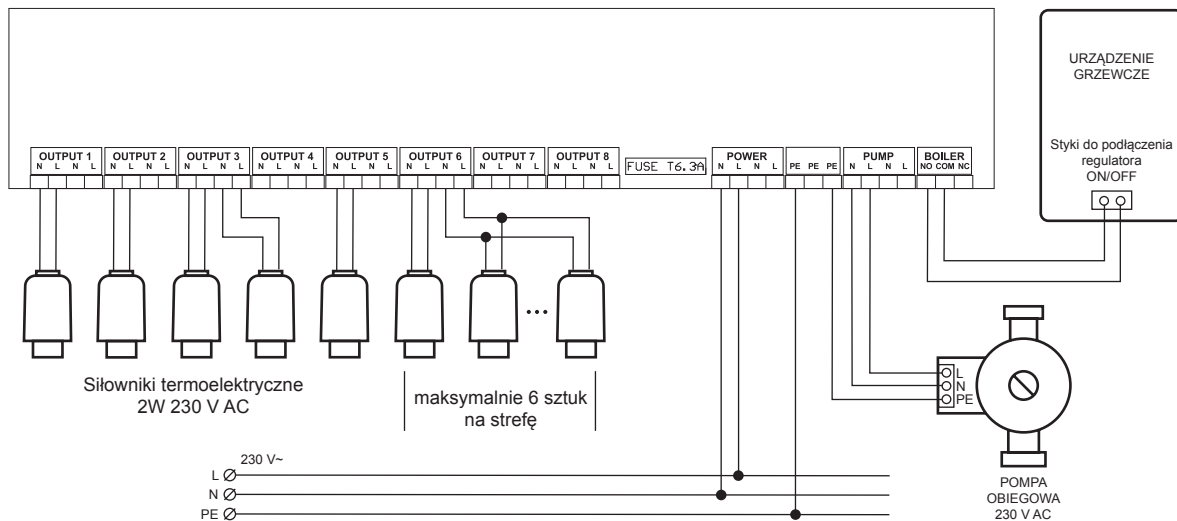 URZĄDZENIE
GRZEWCZE
Styki do podłączenia
regulatora
ON/OFF
OUTPUT 1 OUTPUT 2 OUTPUT 3 OUTPUT 4 OUTPUT 5 OUTPUT 6 OUTPUT 7 OUTPUT 8 FUSE T6.3A POWER PUMP BOILER
N L N L N L N L N L N L N L N L N L N L N L N L N L N L N L N L N L N L PE PE PE N L N L NO COM NC
Siłowniki termoelektryczne
2W 230 V AC
...
maksymalnie 6 sztuk
na strefę
L
N
PE
230 V~
L
N
PE
POMPA
OBIEGOWA
230 V AC